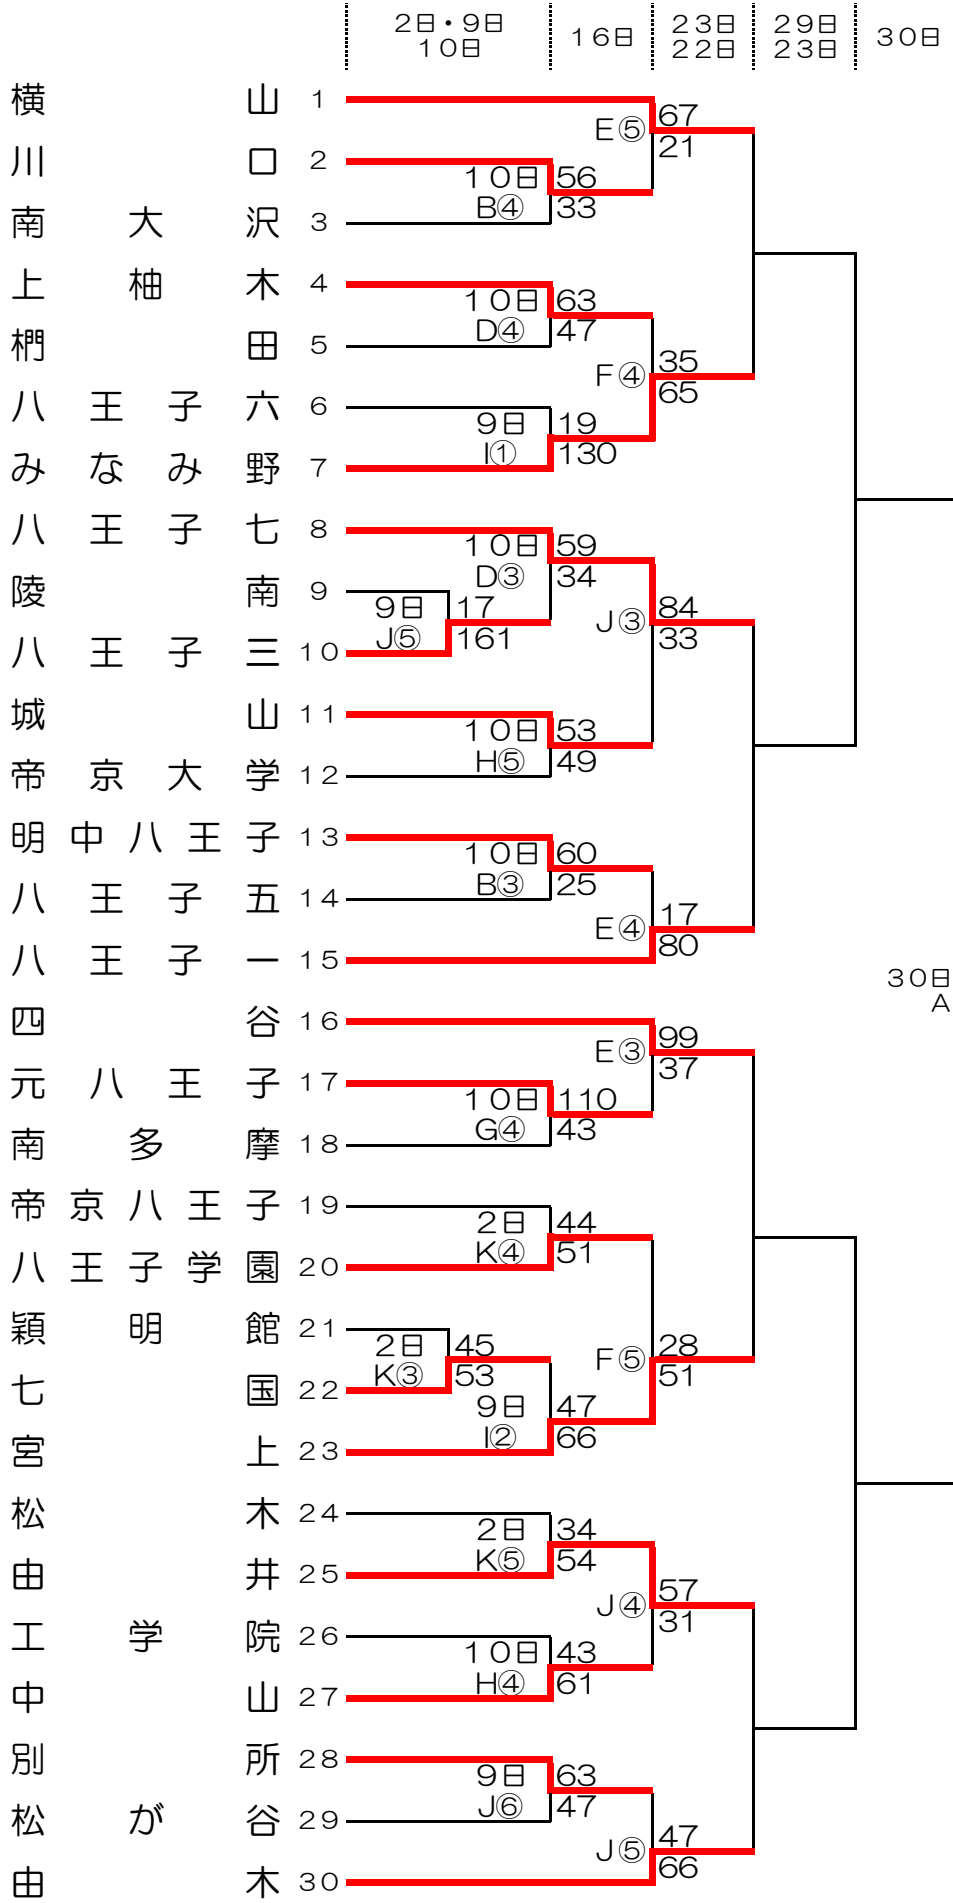 2日・9日
10日
16日
23日
22日
29日
23日
30日
横山 1
E⑤
67
21
川口 2
10日
B④
56
33
南大沢 3
上柚木 4
10日
D④
63
47
椚田 5
F④
35
65
八王子六 6
9日
I①
19
130
みなみ野 7
八王子七 8
10日
D③
59
34
陵南 9
9日
J⑤
17
161
J③
84
33
八王子三 10
城山 11
10日
H⑤
53
49
帝京大学 12
明中八王子 13
10日
B③
60
25
八王子五 14
E④
17
80
八王子一 15
30日
A
四谷 16
E③
99
37
元八王子 17
10日
G④
110
43
南多摩 18
帝京八王子 19
2日
K④
44
51
八王子学園 20
穎明館 21
2日
K③
45
53
F⑤
28
51
七国 22
9日
I②
47
66
宮上 23
松木 24
2日
K⑤
34
54
由井 25
J④
57
31
工学院 26
10日
H④
43
61
中山 27
別所 28
9日
J⑥
63
47
松が谷 29
J⑤
47
66
由木 30